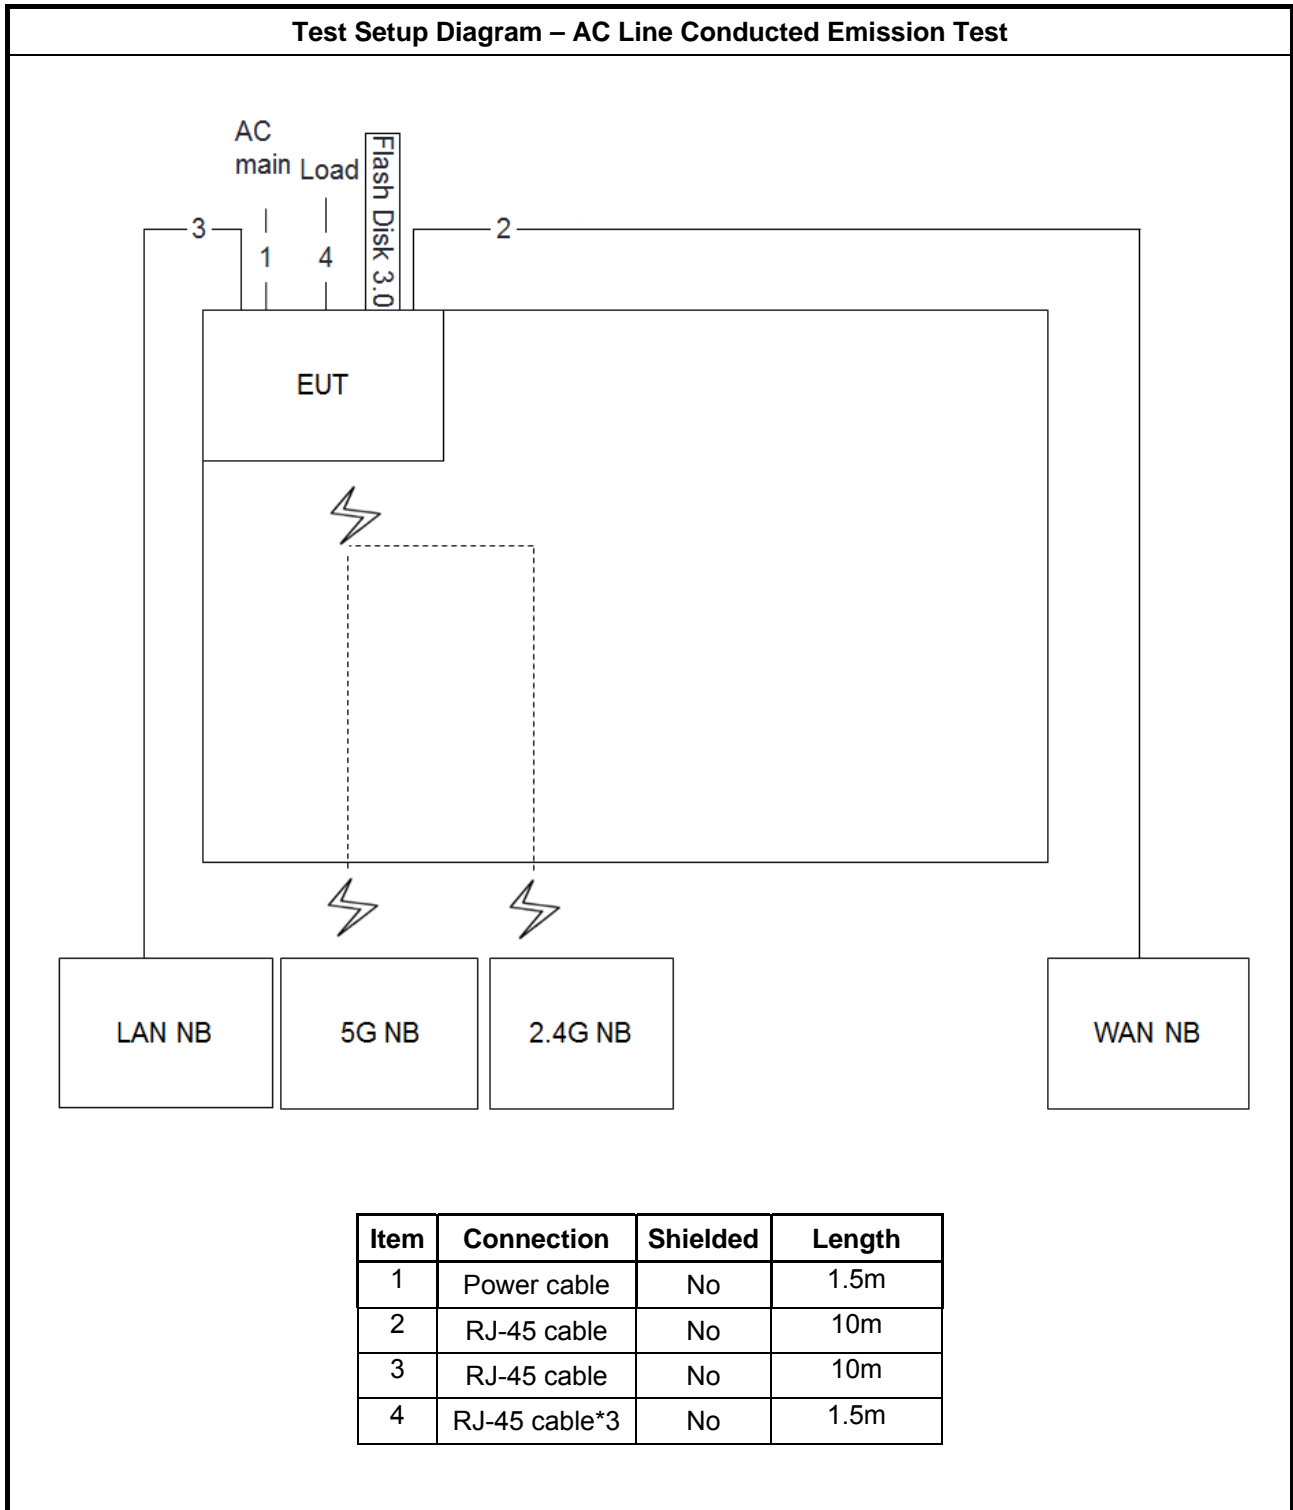 Test Setup Diagram – AC Line Conducted Emission Test
AC
main
Load
Flash Disk 3.0
3
1
4
2
EUT
LAN NB
5G NB
2.4G NB
WAN NB
Item Connection Shielded Length
1 Power cable No 1.5m
2 RJ-45 cable No 10m
3 RJ-45 cable No 10m
4 RJ-45 cable*3 No 1.5m